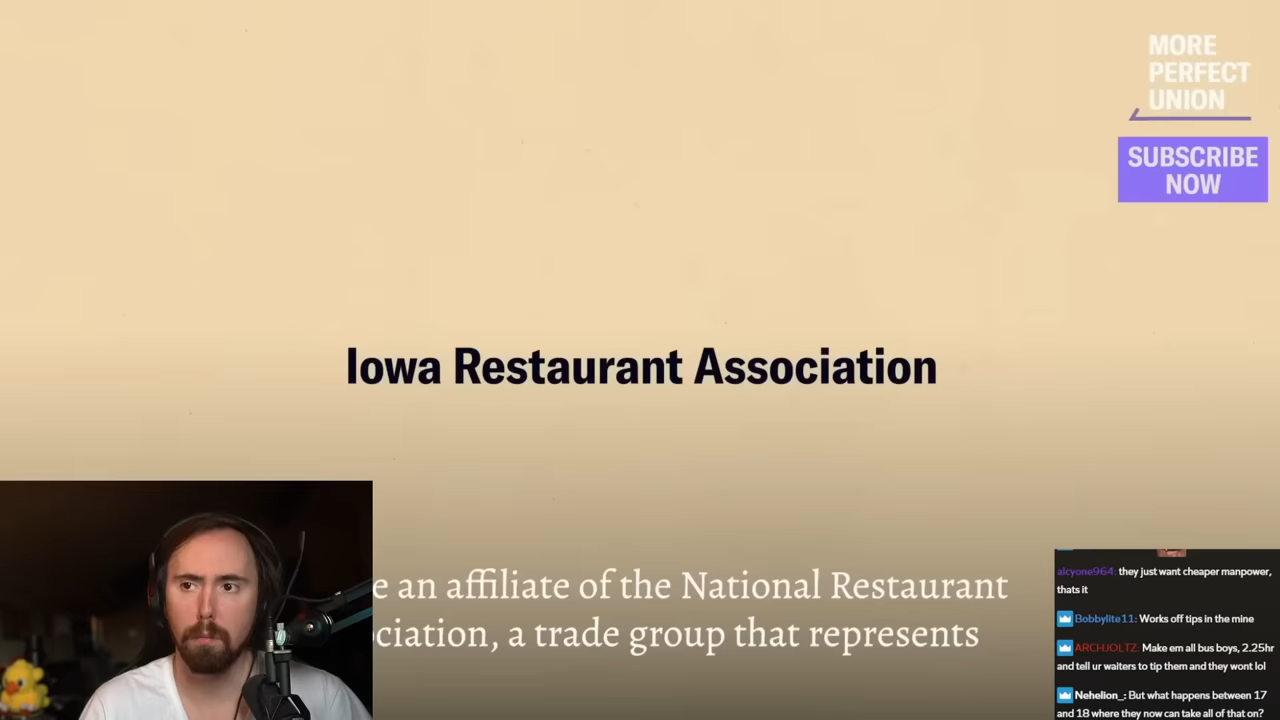 MORE
PERFECT
UNION
SUBSCRIBE
NOW
Iowa Restaurant Association
e an affiliate of the National Restaurant
ciation, a trade group that represents
alcyone964: they just want cheaper manpower,
thats it
Bobbylite11: Works off tips in the mine
ARCHJOLTZ: Make em all bus boys, 2.25hr
and tell ur waiters to tip them and they wont lol
Nehelion_: But what happens between 17
and 18 where they now can take all of that on?